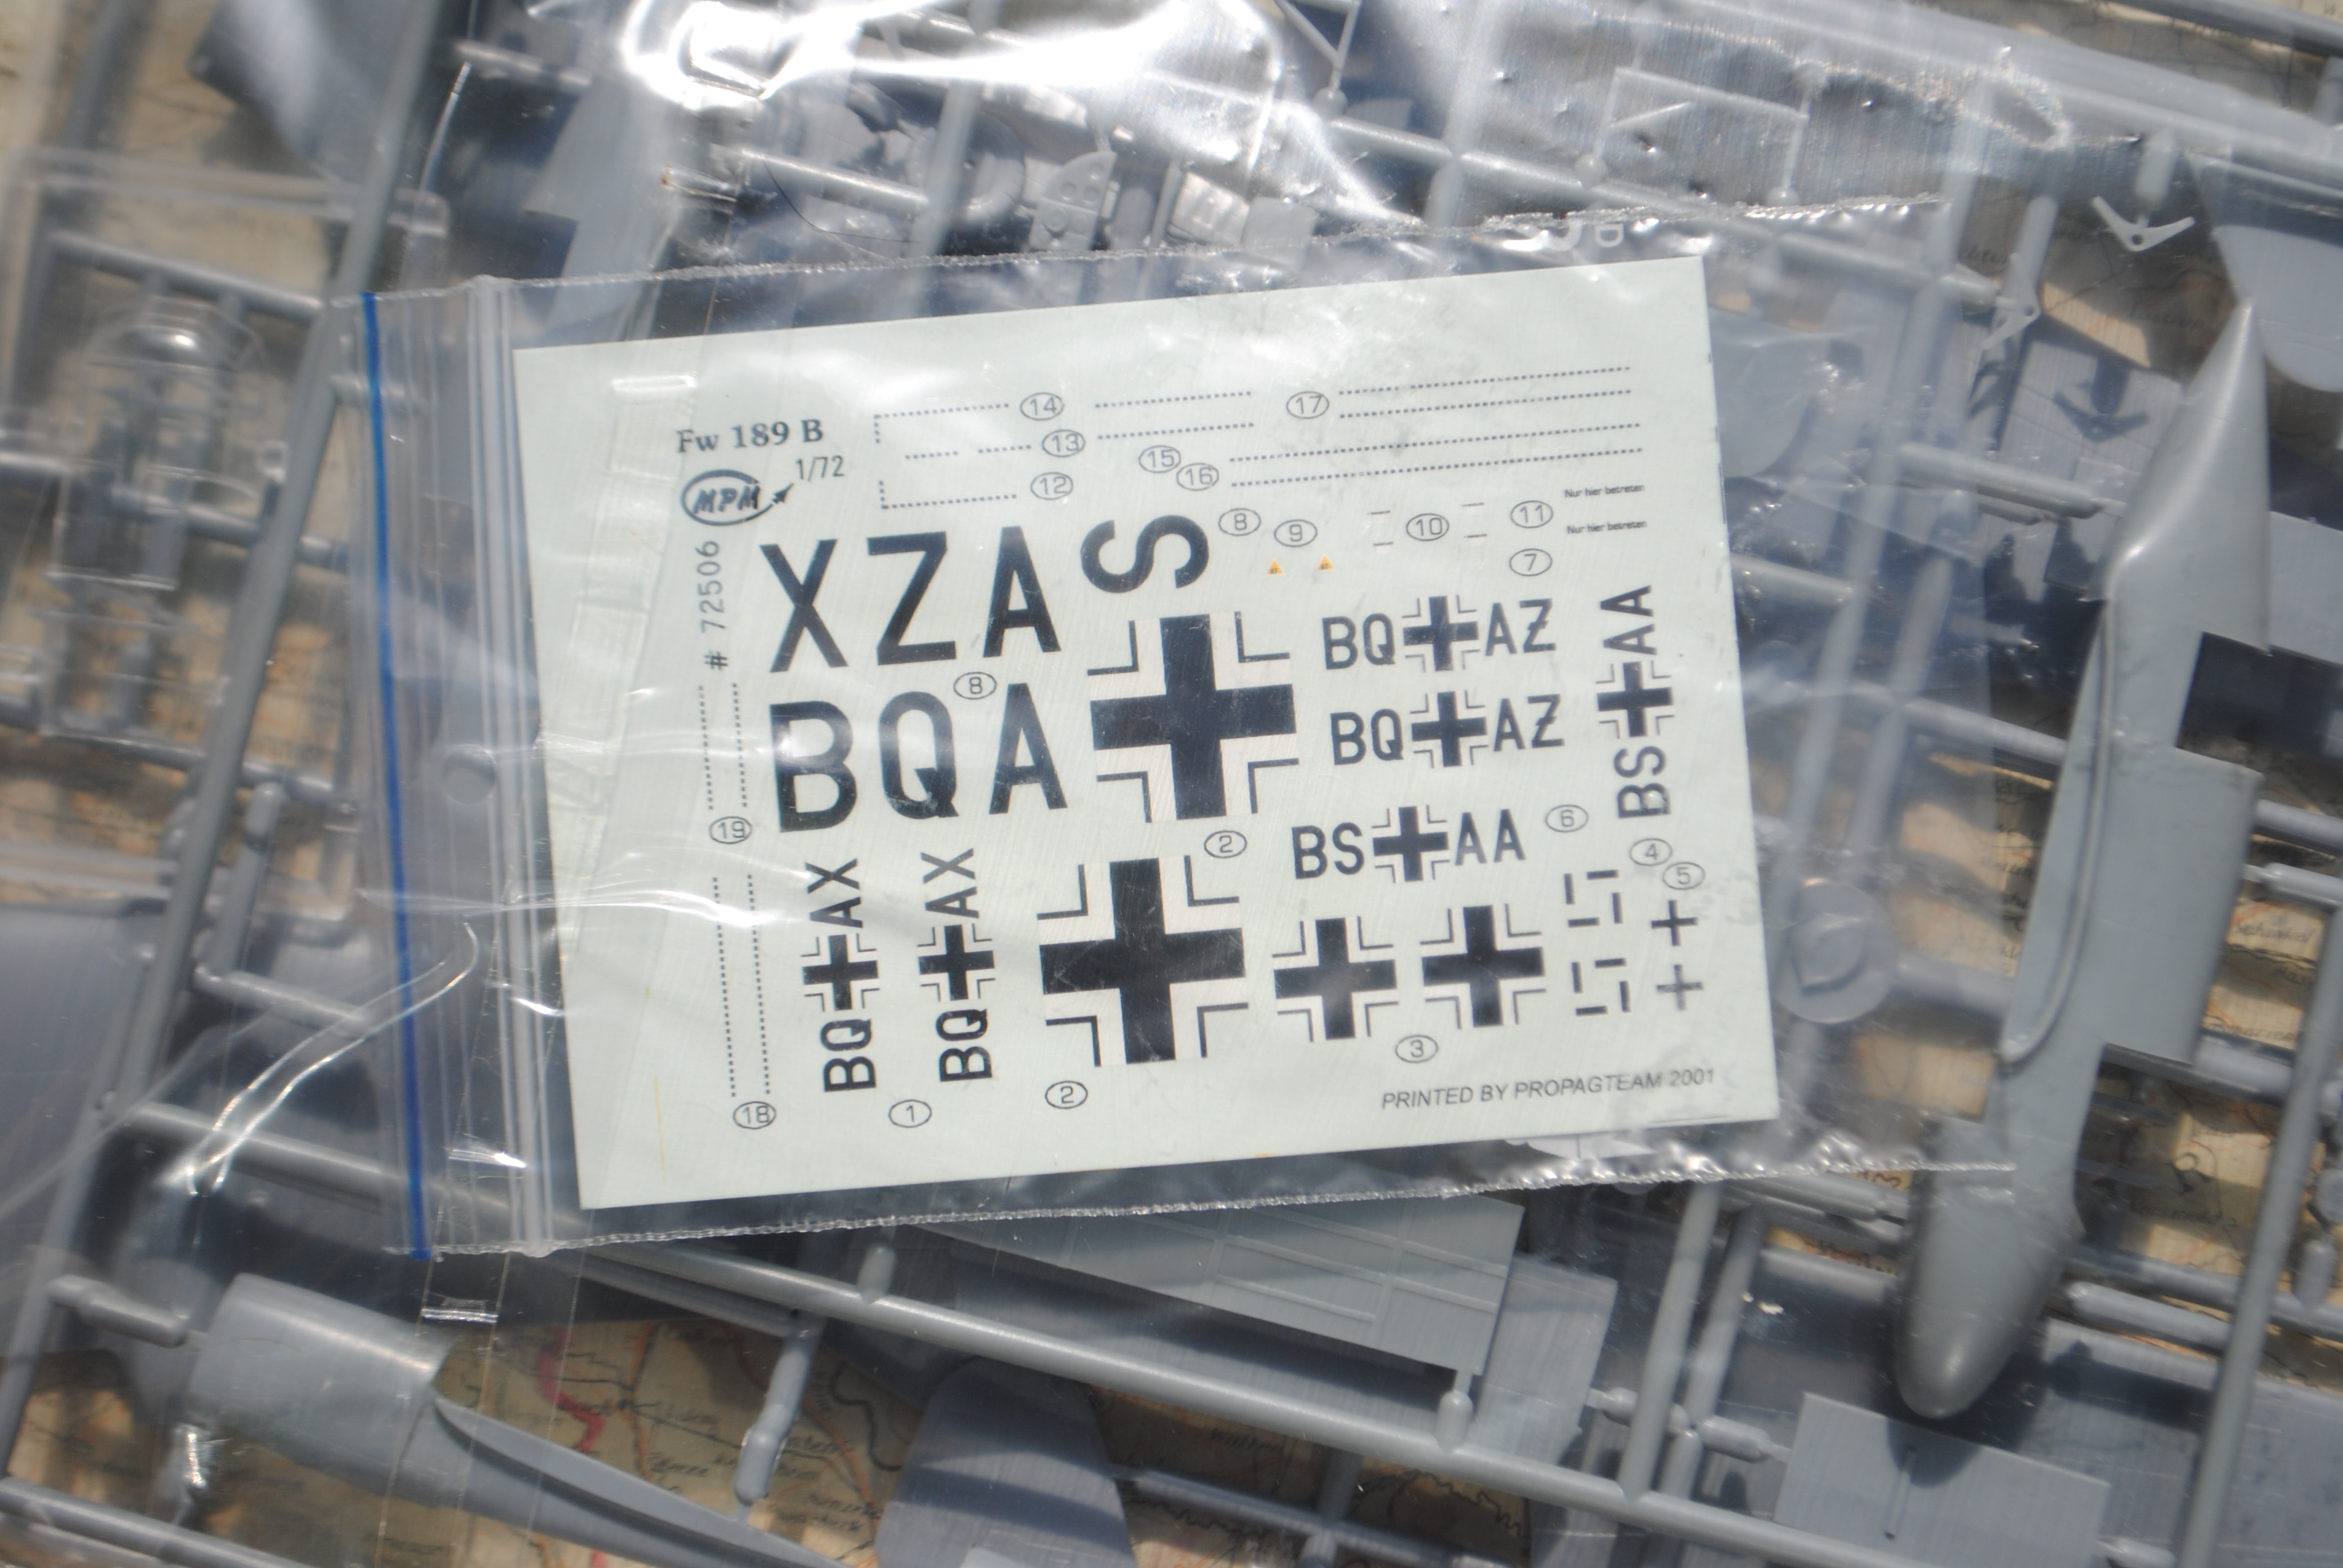 Fw 189 B
1/72
MPM
# 72506
14
17
13
15
16
12
Nur hier betreten
Nur hier betreten
8
9
10
11
7
XZA
S
8
BQA
BQ AZ
BQ AZ
BS AA
BS AA
19
2
6
4
5
BQ AX
BQ AX
3
18
1
2
PRINTED BY PROPAGTEAM 2001